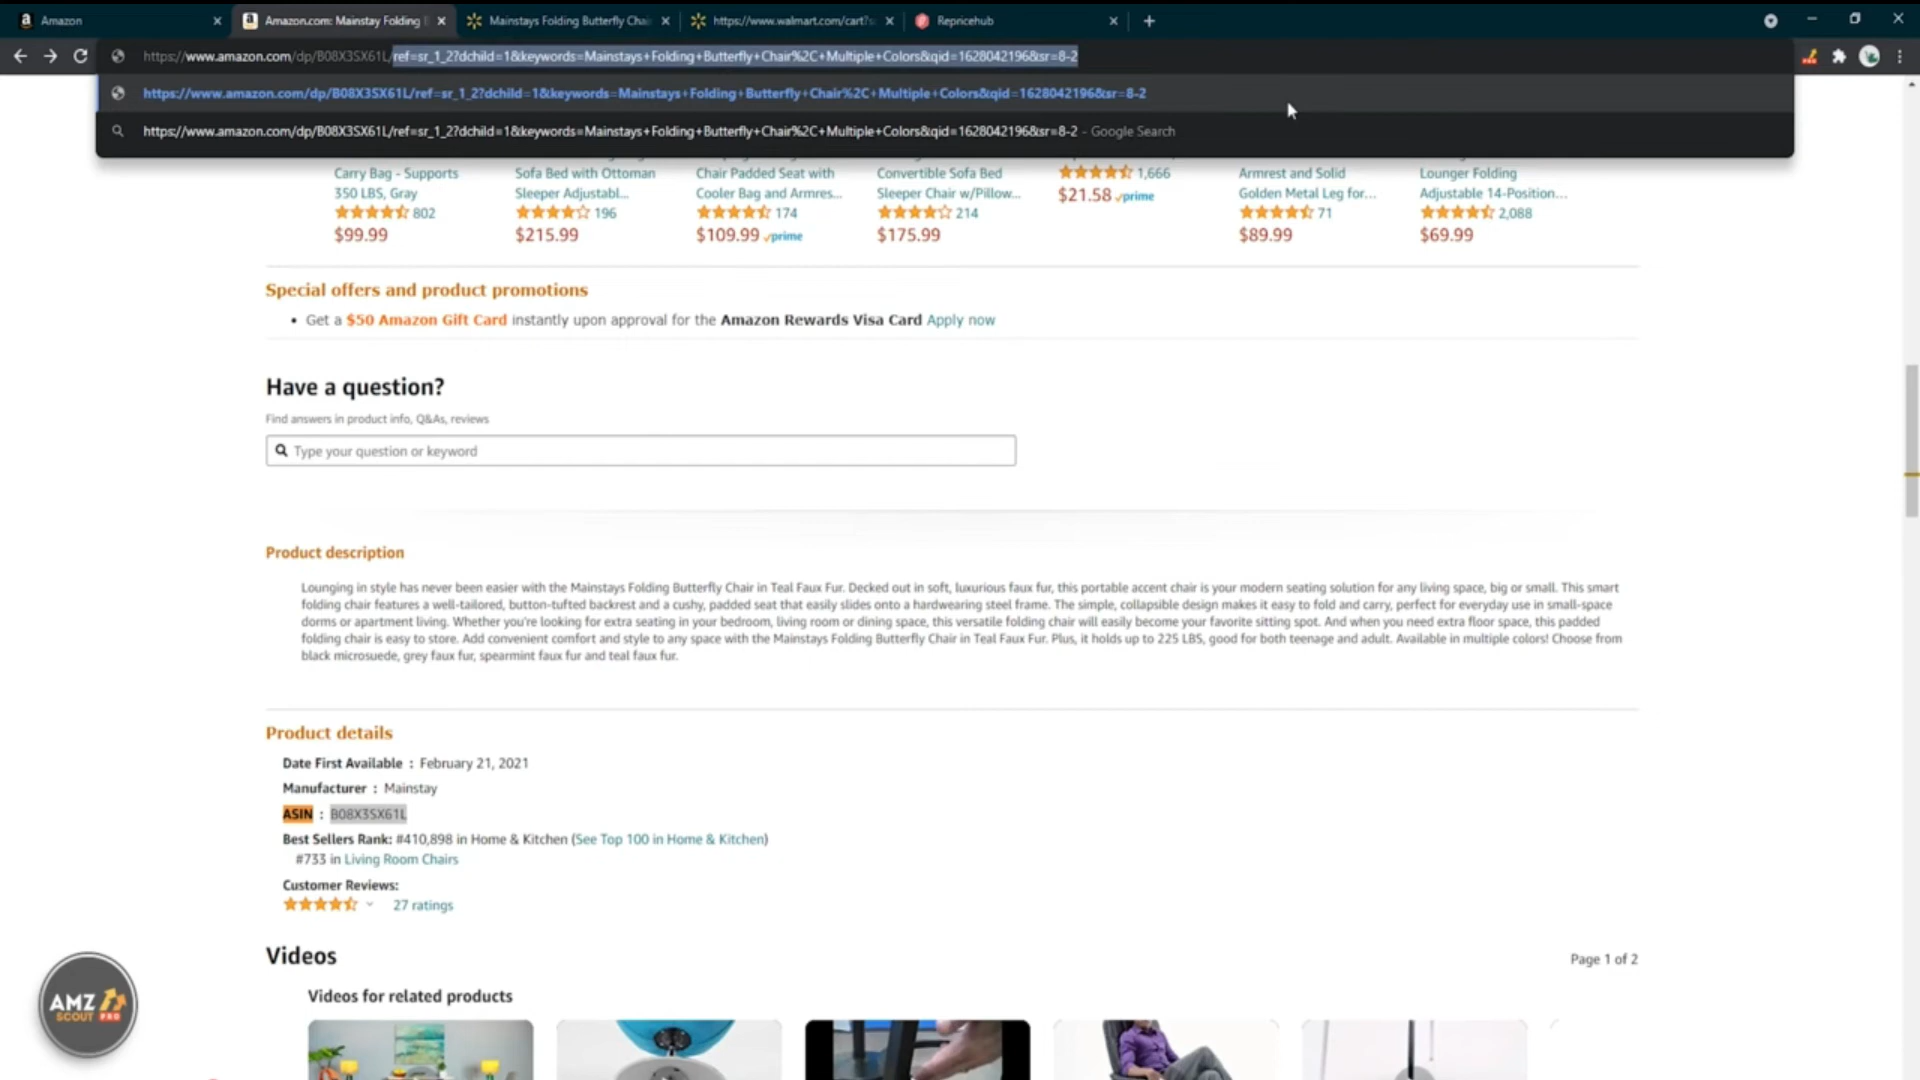 Amazon
Amazon.com: Mainstay Folding
Mainstays Folding Butterfly Chai
https://www.walmart.com/cart?s
Repricehub
https://www.amazon.com/dp/B08X3SX61L/ref=sr_1_2?dchild=1&keywords=Mainstays+Folding+Butterfly+Chair%2C+Multiple+Colors&qid=1628042196&sr=8-2
https://www.amazon.com/dp/B08X3SX61L/ref=sr_1_2?dchild=1&keywords=Mainstays+Folding+Butterfly+Chair%2C+Multiple+Colors&qid=1628042196&sr=8-2
https://www.amazon.com/dp/B08X3SX61L/ref=sr_1_2?dchild=1&keywords=Mainstays+Folding+Butterfly+Chair%2C+Multiple+Colors&qid=1628042196&sr=8-2 - Google Search
Carry Bag - Supports
350 LBS, Gray
802
$99.99
Sofa Bed with Ottoman
Sleeper Adjustabl...
196
$215.99
Chair Padded Seat with
Cooler Bag and Armres...
174
$109.99 prime
Convertible Sofa Bed
Sleeper Chair w/Pillow...
214
$175.99
1,666
$21.58 prime
Armrest and Solid
Golden Metal Leg for...
71
$89.99
Lounger Folding
Adjustable 14-Position...
2,088
$69.99
Special offers and product promotions
• Get a $50 Amazon Gift Card instantly upon approval for the Amazon Rewards Visa Card Apply now
Have a question?
Find answers in product info, Q&As, reviews
Type your question or keyword
Product description
Lounging in style has never been easier with the Mainstays Folding Butterfly Chair in Teal Faux Fur. Decked out in soft, luxurious faux fur, this portable accent chair is your modern seating solution for any living space, big or small. This smart
folding chair features a well-tailored, button-tufted backrest and a cushy, padded seat that easily slides onto a hardwearing steel frame. The simple, collapsible design makes it easy to fold and carry, perfect for everyday use in small-space
dorms or apartment living. Whether you're looking for extra seating in your bedroom, living room or dining space, this versatile folding chair will easily become your favorite sitting spot. And when you need extra floor space, this padded
folding chair is easy to store. Add convenient comfort and style to any space with the Mainstays Folding Butterfly Chair in Teal Faux Fur. Plus, it holds up to 225 LBS, good for both teenage and adult. Available in multiple colors! Choose from
black microsuede, grey faux fur, spearmint faux fur and teal faux fur.
Product details
Date First Available : February 21, 2021
Manufacturer : Mainstay
ASIN : B08X3SX61L
Best Sellers Rank: #410,898 in Home & Kitchen (See Top 100 in Home & Kitchen)
#733 in Living Room Chairs
Customer Reviews:
27 ratings
Videos
Page 1 of 2
Videos for related products
AMZ
SCOUT PRO